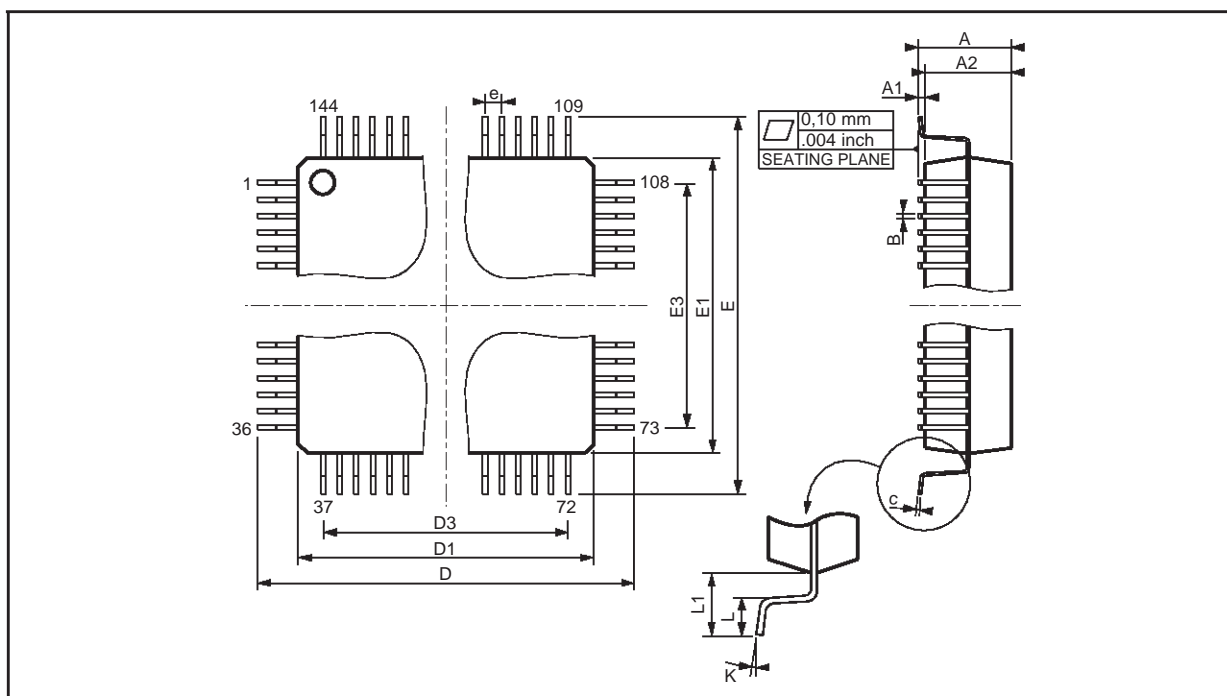 A
A2
A1
144
e
109
0,10 mm
.004 inch
SEATING PLANE
1
108
B
E3
E1
E
36
73
37
72
c
D3
D1
D
L1
L
K